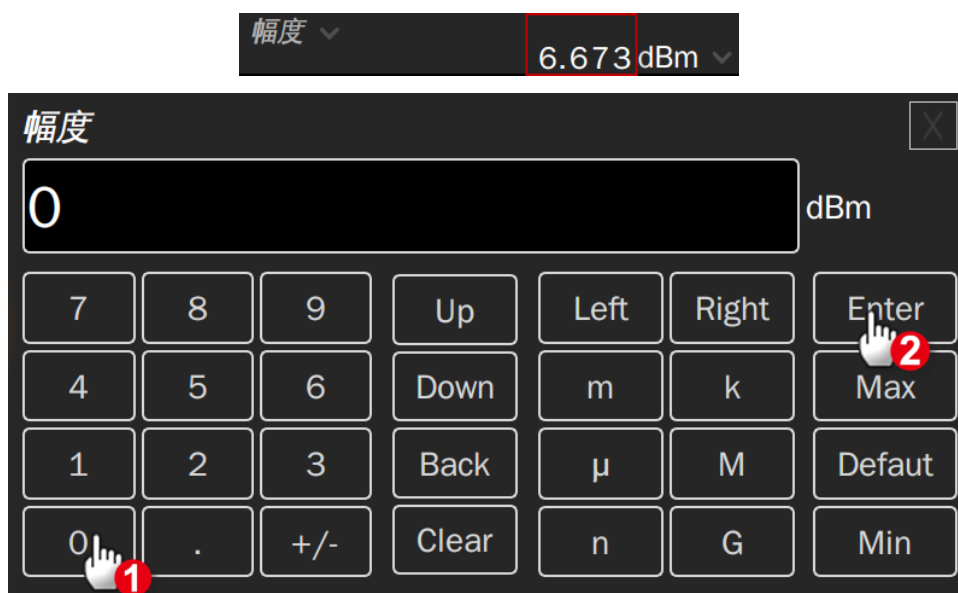 幅度
6.673 dBm
幅度 X
0 dBm
7 8 9 Up Left Right Enter
2
4 5 6 Down m k Max
1 2 3 Back μ M Defaut
0 . +/- Clear n G Min
1